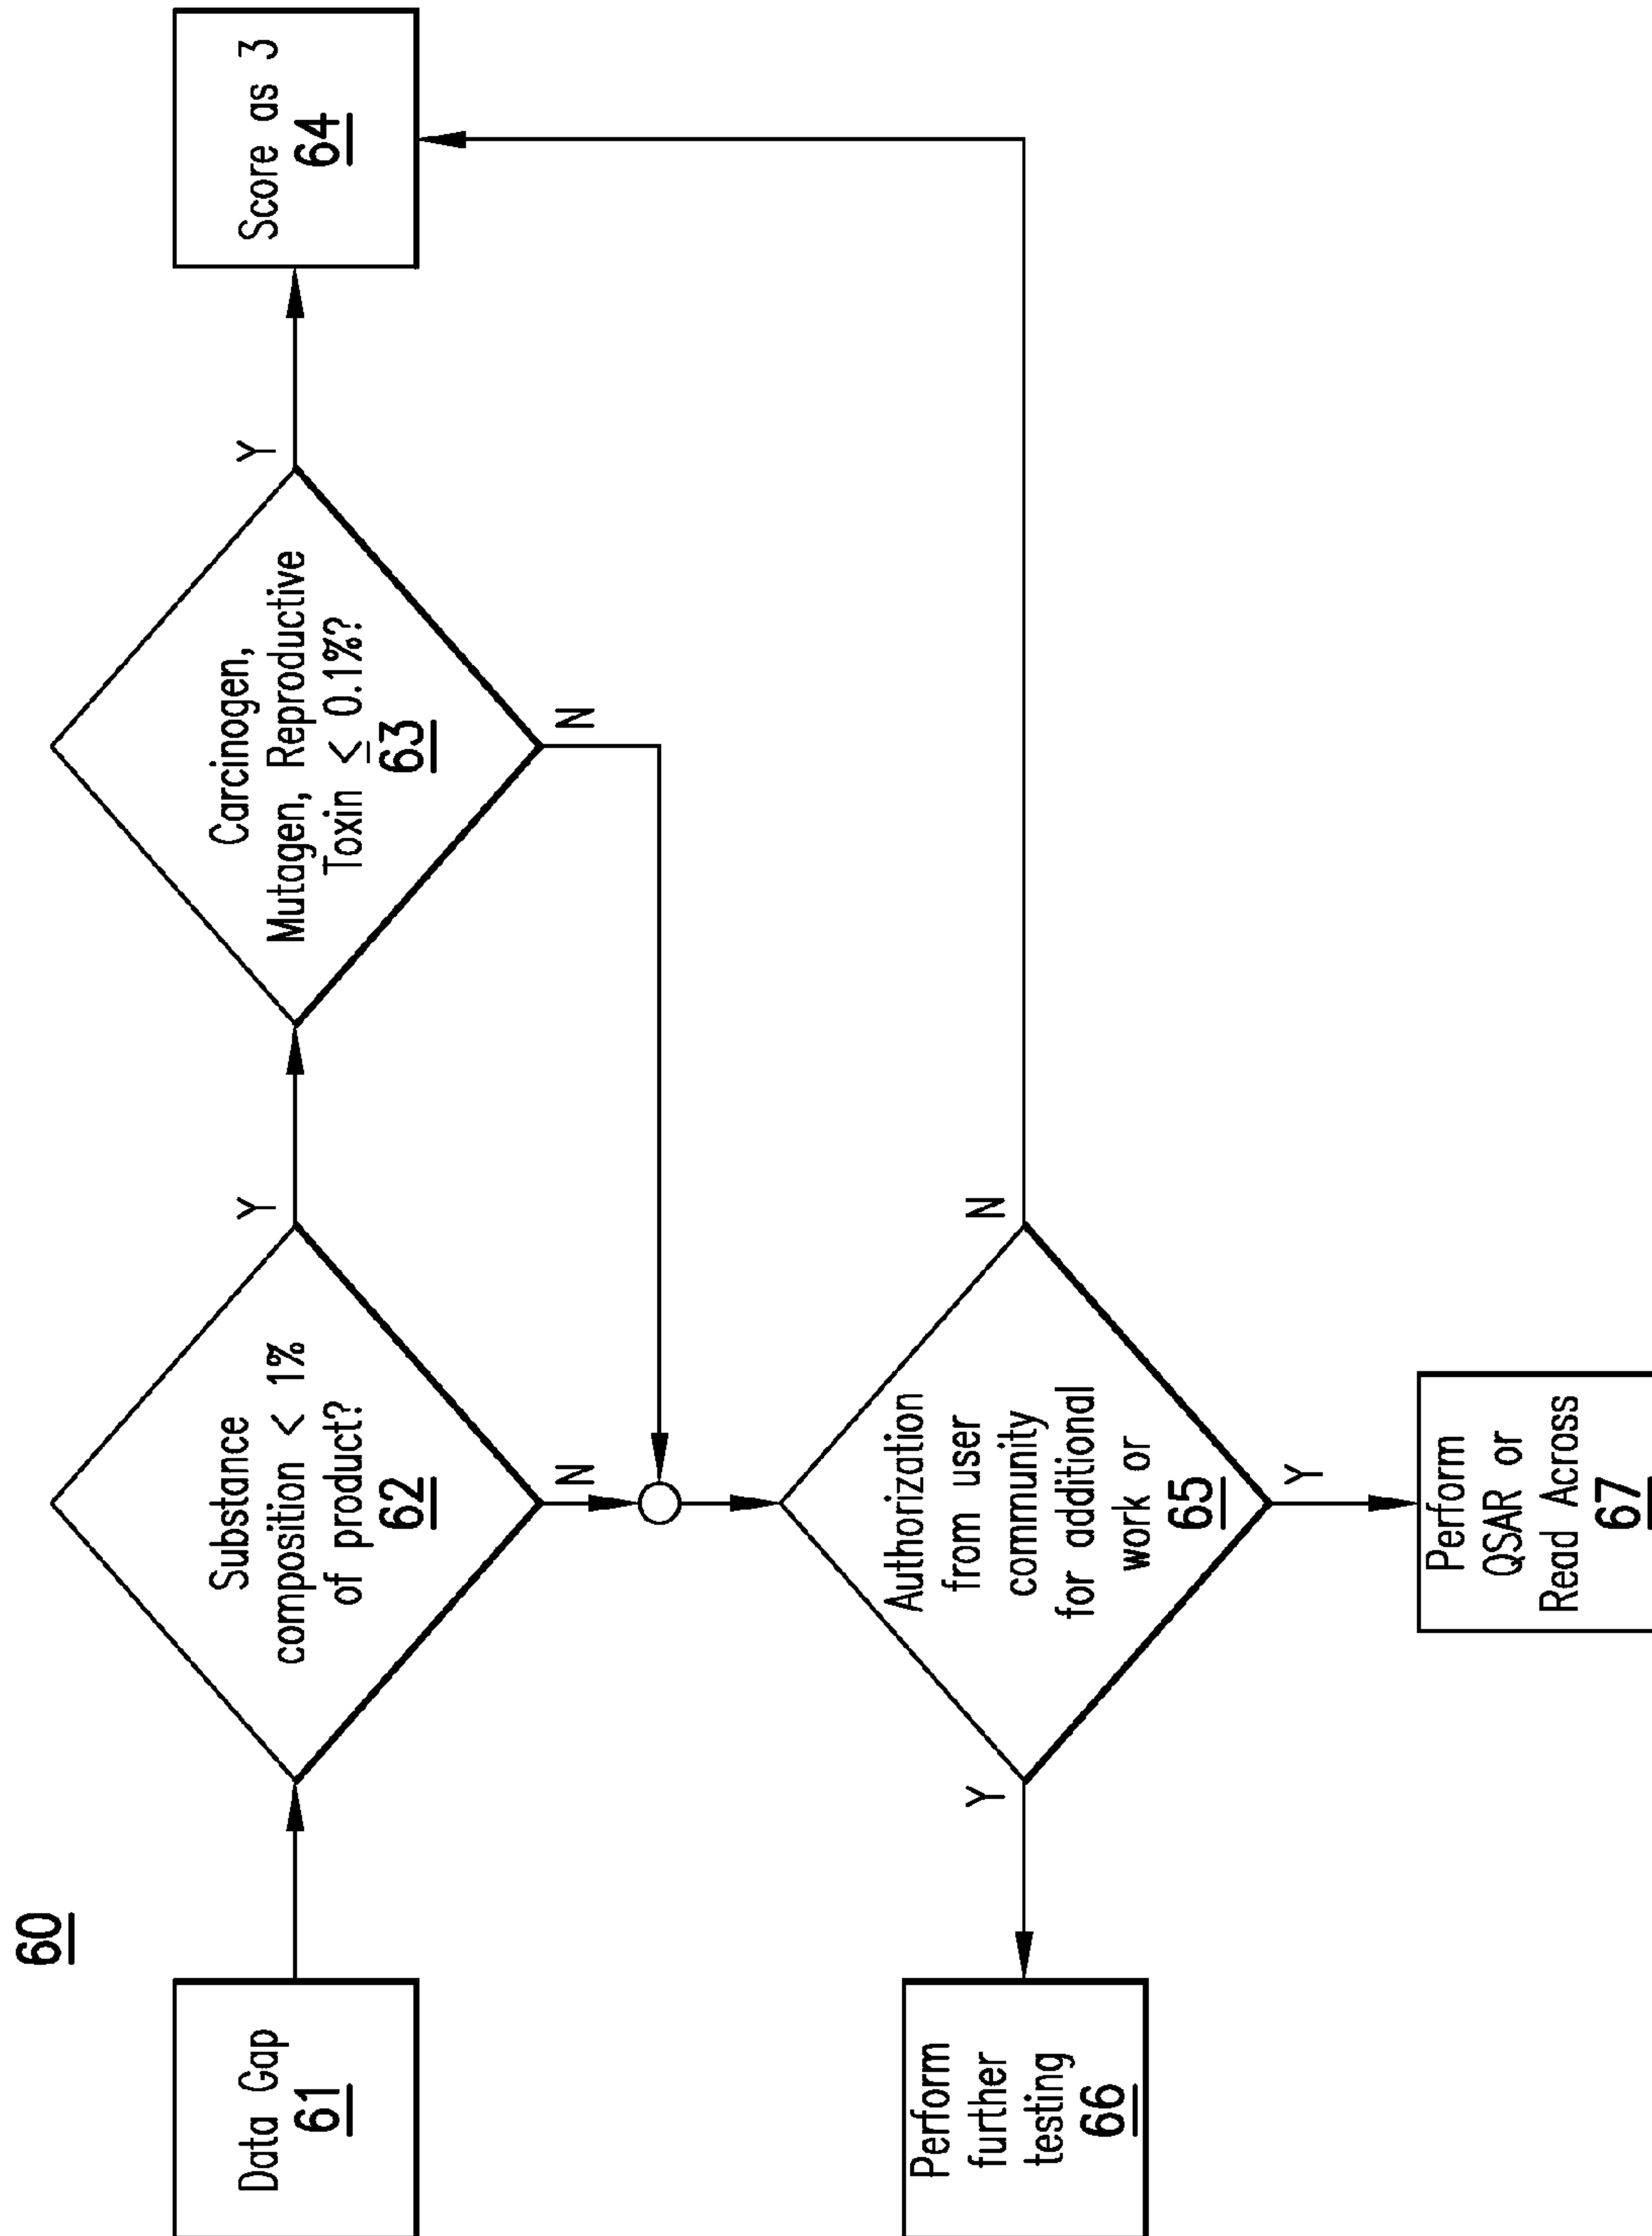 60
Data Gap
61
Substance
composition < 1%
of product?
62
Y
N
Carcinogen,
Mutagen, Reproductive
Toxin ≤ 0.1%?
63
Y
N
Score as 3
64
Authorization
from user
community
for additional
work or
65
Y
N
Y
Perform
further
testing
66
Perform
QSAR or
Read Across
67